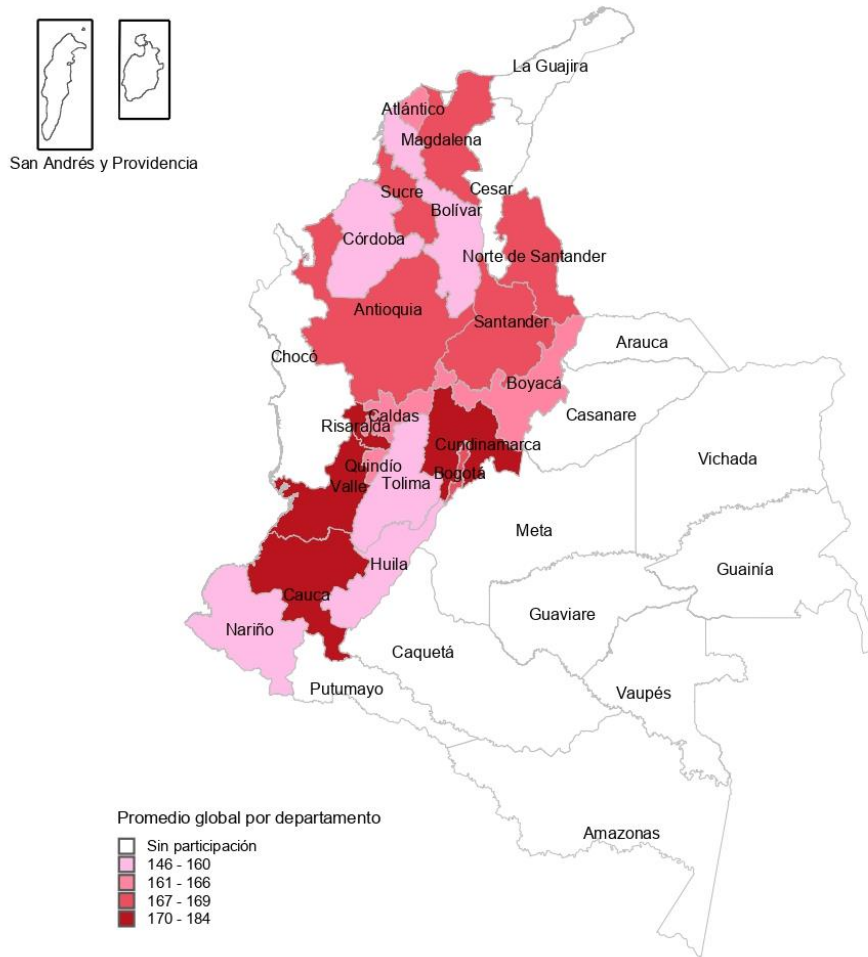 La Guajira
Atlántico
Magdalena
San Andrés y Providencia
Cesar
Sucre
Bolívar
Córdoba
Norte de Santander
Antioquia
Santander
Arauca
Chocó
Boyacá
Casanare
Caldas
Risaralda
Cundinamarca
Vichada
Quindío
Bogotá
Valle
Tolima
Meta
Huila
Guainía
Cauca
Guaviare
Nariño
Caquetá
Putumayo
Vaupés
Amazonas
Promedio global por departamento
Sin participación
146 - 160
161 - 166
167 - 169
170 - 184